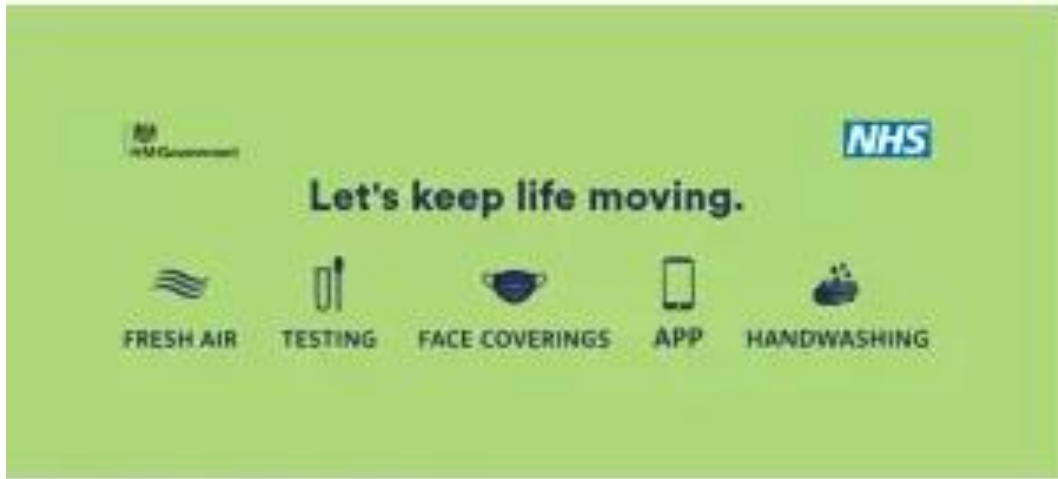 HM Government
NHS
Let's keep life moving.
FRESH AIR TESTING FACE COVERINGS APP HANDWASHING